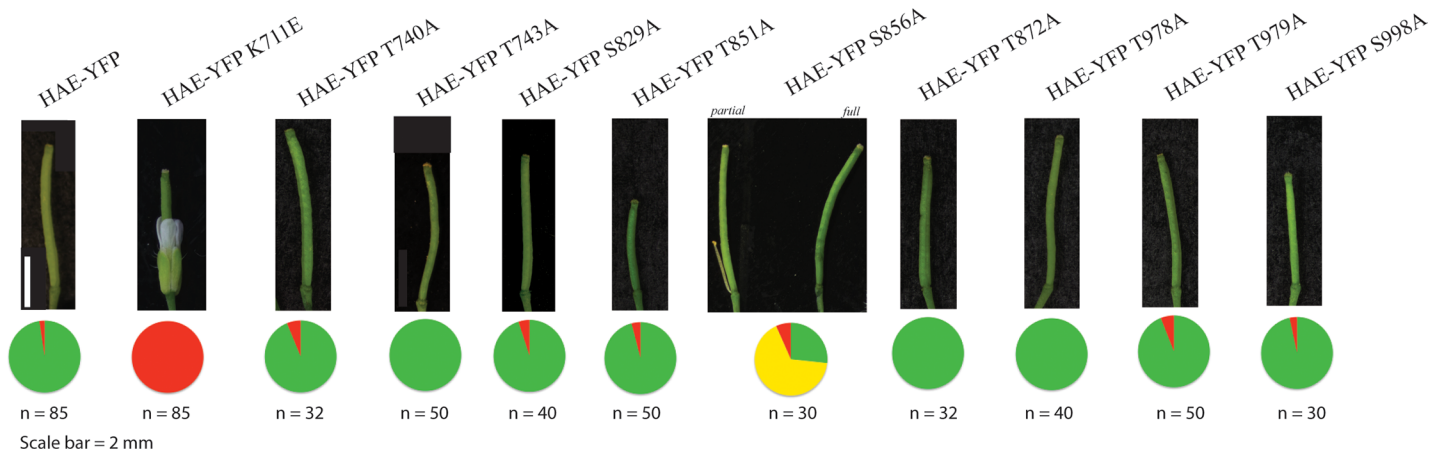 HAE-YFP
HAE-YFP K711E
HAE-YFP T740A
HAE-YFP T743A
HAE-YFP S829A
HAE-YFP T851A
HAE-YFP S856A
HAE-YFP T872A
HAE-YFP T978A
HAE-YFP T979A
HAE-YFP S998A
partial
full
n = 85
n = 85
n = 32
n = 50
n = 40
n = 50
n = 30
n = 32
n = 40
n = 50
n = 30
Scale bar = 2 mm